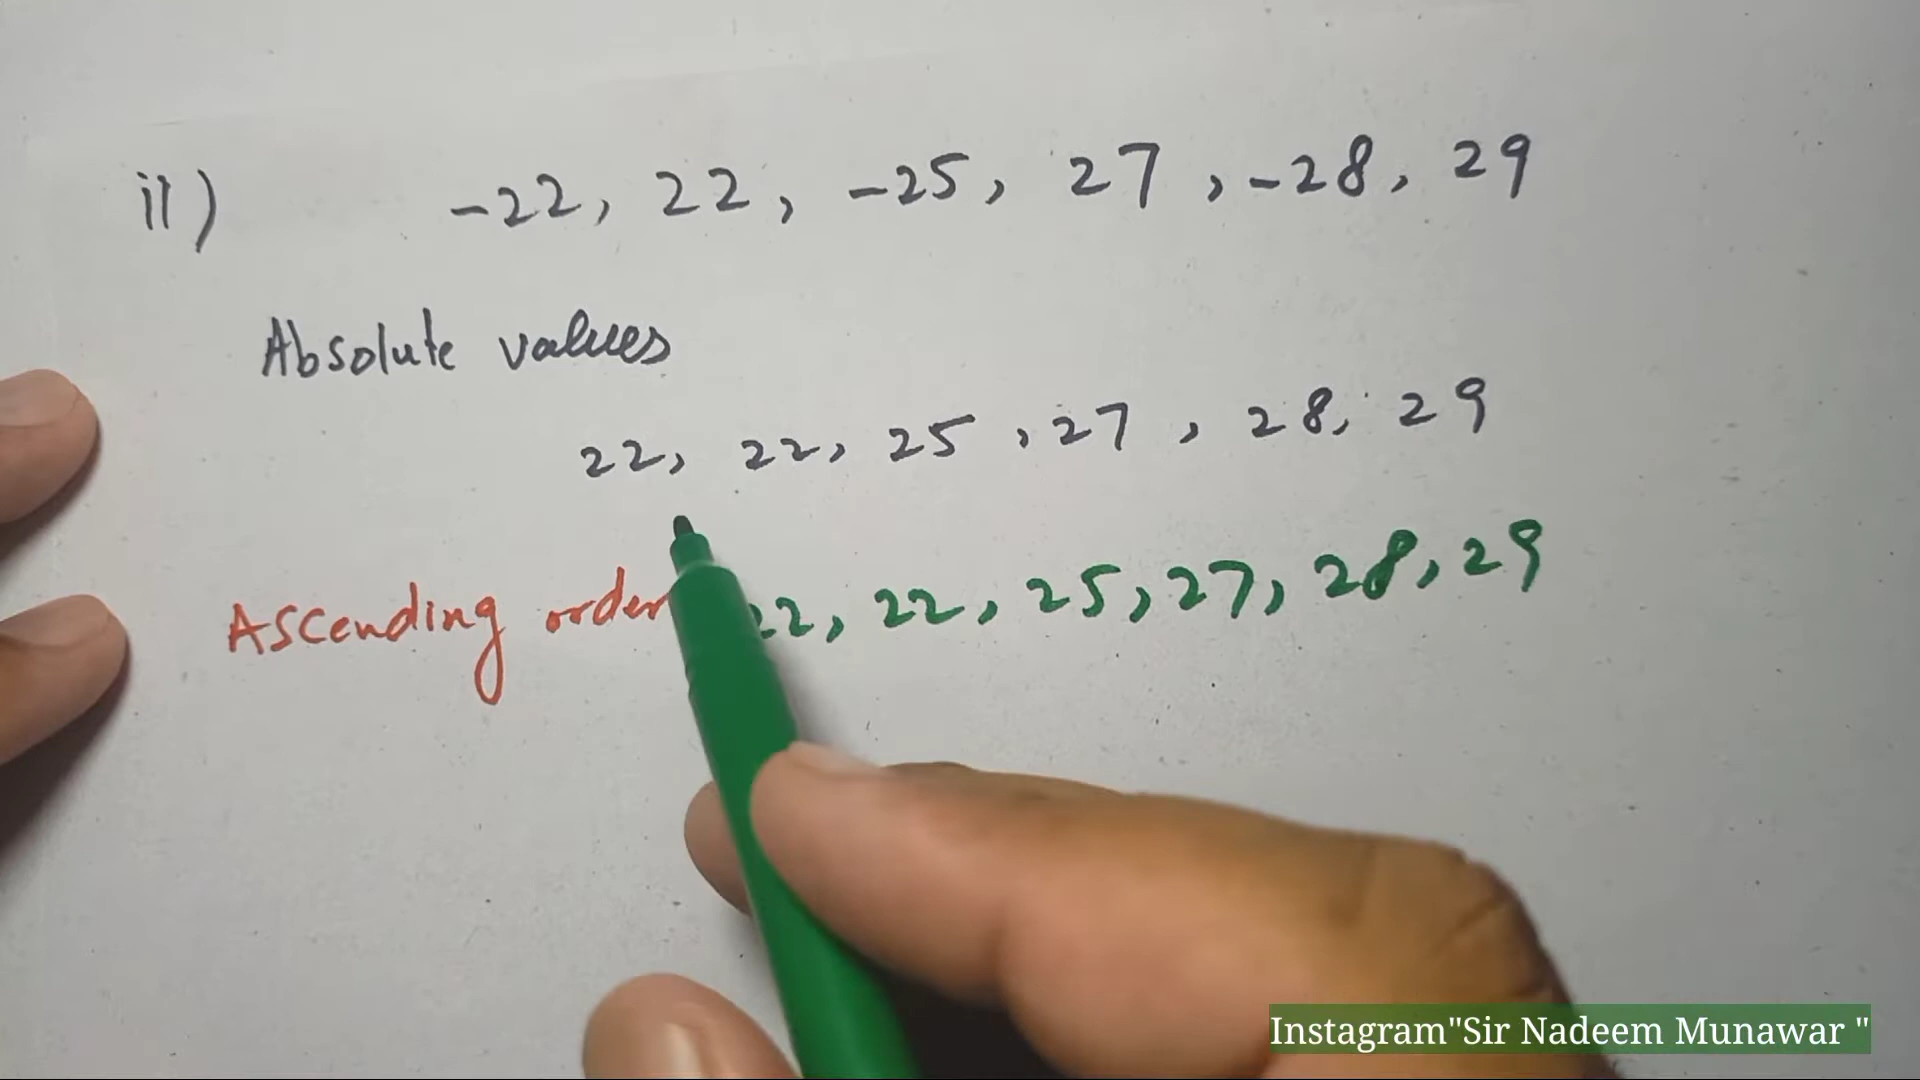 ii) -22, 22, -25, 27, -28, 29
Absolute values
22, 22, 25, 27, 28, 29
Ascending order 22, 22, 25, 27, 28, 29
Instagram"Sir Nadeem Munawar "